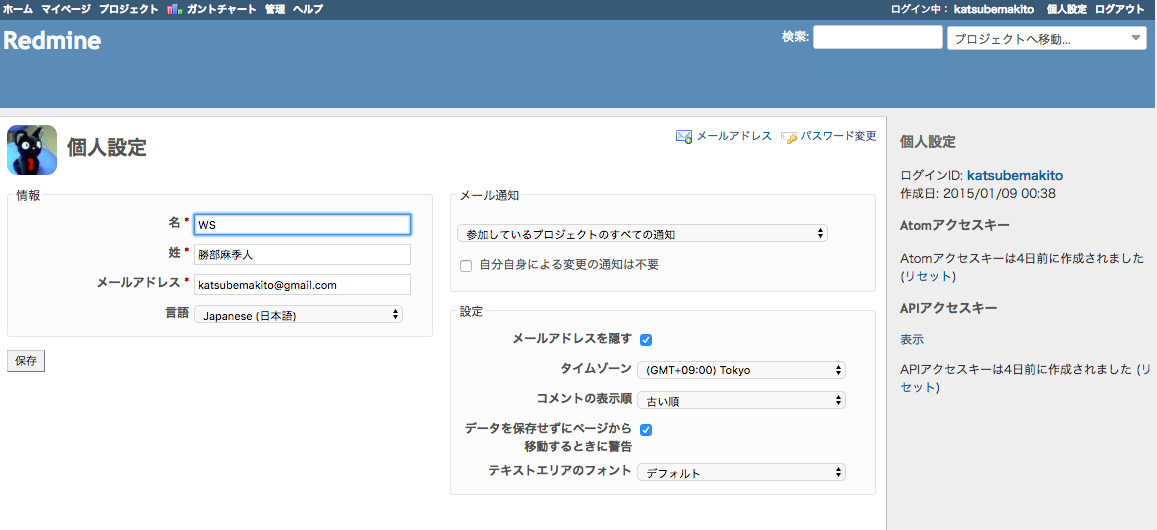 ホーム マイページ プロジェクト ガントチャート 管理 ヘルプ ログイン中： katsubemakito 個人設定 ログアウト
Redmine 検索: プロジェクトへ移動...
個人設定
メールアドレス パスワード変更
情報
名 *
WS
姓 *
勝部麻季人
メールアドレス *
katsubemakito@gmail.com
言語
Japanese (日本語)
保存
メール通知
参加しているプロジェクトのすべての通知
自分自身による変更の通知は不要
設定
メールアドレスを隠す
タイムゾーン
(GMT+09:00) Tokyo
コメントの表示順
古い順
データを保存せずにページから
移動するときに警告
テキストエリアのフォント
デフォルト
個人設定
ログインID: katsubemakito
作成日: 2015/01/09 00:38
Atomアクセスキー
Atomアクセスキーは4日前に作成されました
(リセット)
APIアクセスキー
表示
APIアクセスキーは4日前に作成されました (リ
セット)